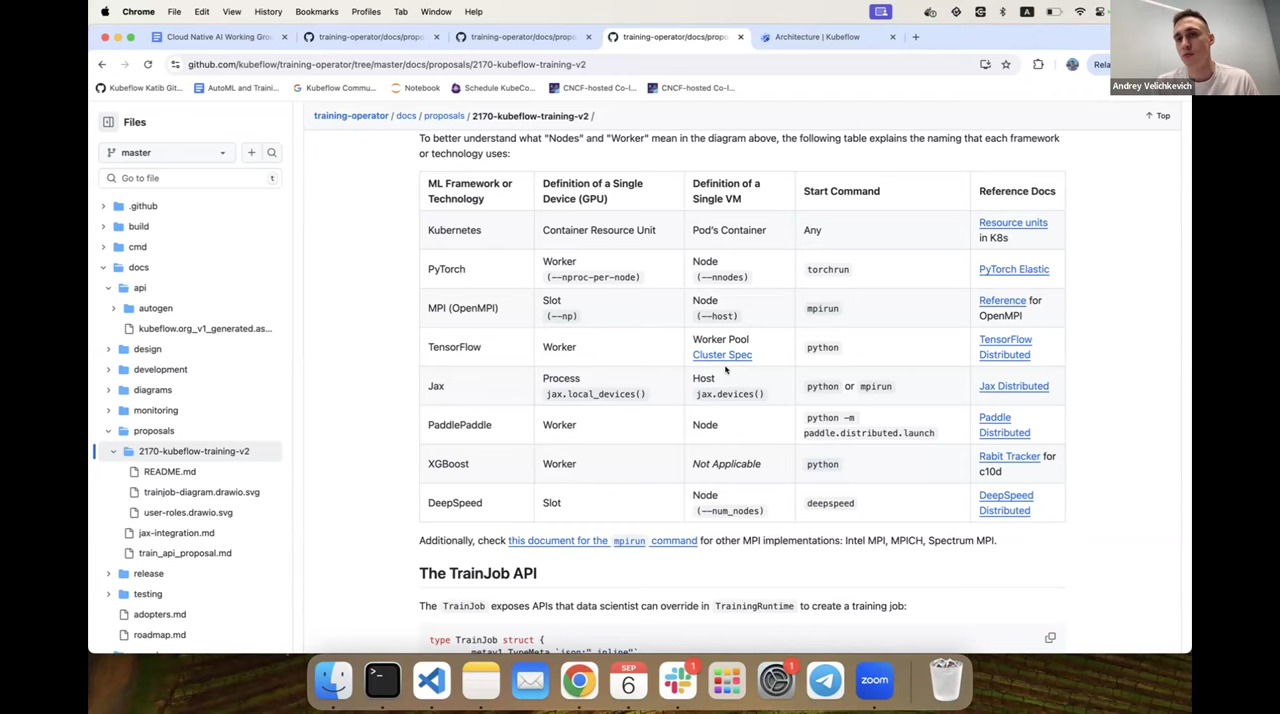 Chrome File Edit View History Bookmarks Profiles Tab Window Help
Cloud Native AI Working Gro training-operator/docs/propo training-operator/docs/propo training-operator/docs/propo Architecture | Kubeflow
github.com/kubeflow/training-operator/tree/master/docs/proposals/2170-kubeflow-training-v2 Rela
Kubeflow Katib Git... AutoML and Traini... Kubeflow Commu... Notebook Schedule KubeCo... CNCF-hosted Co-l... CNCF-hosted Co-l...
Andrey Velichkevich
Files
master
Go to file t
.github
build
cmd
docs
api
autogen
kubeflow.org_v1_generated.as...
design
development
diagrams
monitoring
proposals
2170-kubeflow-training-v2
README.md
trainjob-diagram.drawio.svg
user-roles.drawio.svg
jax-integration.md
train_api_proposal.md
release
testing
adopters.md
roadmap.md
training-operator / docs / proposals / 2170-kubeflow-training-v2 / Top
To better understand what "Nodes" and "Worker" mean in the diagram above, the following table explains the naming that each framework
or technology uses:
ML Framework or Technology Definition of a Single Device (GPU) Definition of a Single VM Start Command Reference Docs
Kubernetes Container Resource Unit Pod's Container Any Resource units in K8s
PyTorch Worker (--nproc-per-node) Node (--nnodes) torchrun PyTorch Elastic
MPI (OpenMPI) Slot (--np) Node (--host) mpirun Reference for OpenMPI
TensorFlow Worker Worker Pool Cluster Spec python TensorFlow Distributed
Jax Process jax.local_devices() Host jax.devices() python or mpirun Jax Distributed
PaddlePaddle Worker Node python -m paddle.distributed.launch Paddle Distributed
XGBoost Worker Not Applicable python Rabit Tracker for c10d
DeepSpeed Slot Node (--num_nodes) deepspeed DeepSpeed Distributed
Additionally, check this document for the mpirun command for other MPI implementations: Intel MPI, MPICH, Spectrum MPI.
The TrainJob API
The TrainJob exposes APIs that data scientist can override in TrainingRuntime to create a training job:
type TrainJob struct {
metav1.TypeMeta `json:",inline"`
SEP
6
1
1
zoom